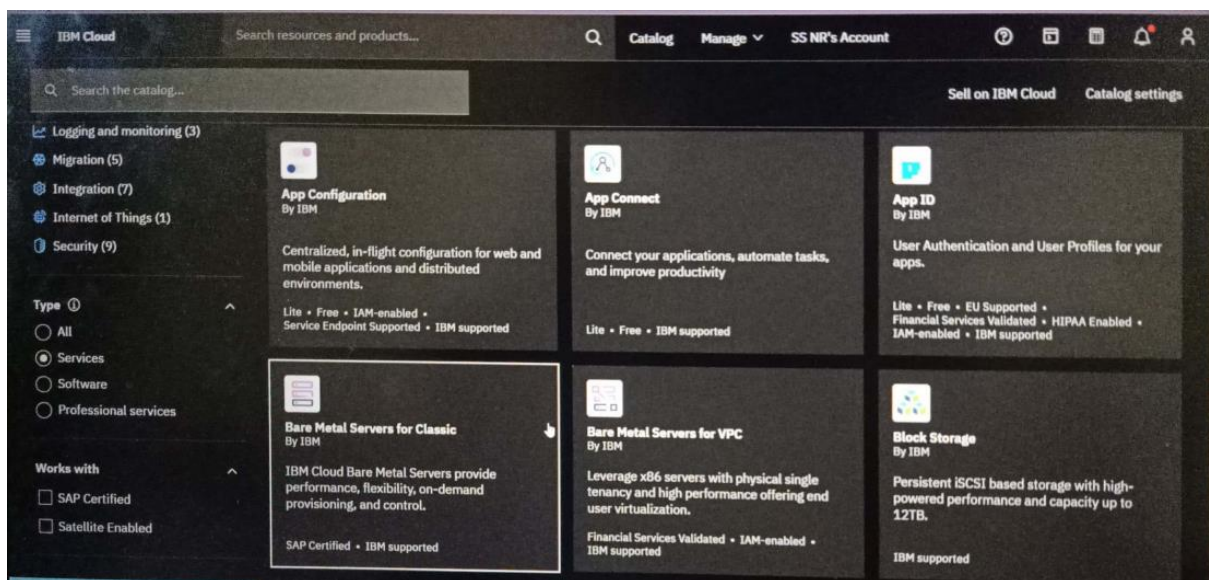 IBM Cloud
Search resources and products...
Catalog
Manage
SS NR's Account
Search the catalog...
Sell on IBM Cloud
Catalog settings
Logging and monitoring (3)
Migration (5)
Integration (7)
Internet of Things (1)
Security (9)
Type
All
Services
Software
Professional services
Works with
SAP Certified
Satellite Enabled
App Configuration
By IBM
Centralized, in-flight configuration for web and
mobile applications and distributed
environments.
Lite • Free • IAM-enabled •
Service Endpoint Supported • IBM supported
App Connect
By IBM
Connect your applications, automate tasks,
and improve productivity
Lite • Free • IBM supported
App ID
By IBM
User Authentication and User Profiles for your
apps.
Lite • Free • EU Supported •
Financial Services Validated • HIPAA Enabled •
IAM-enabled • IBM supported
Bare Metal Servers for Classic
By IBM
IBM Cloud Bare Metal Servers provide
performance, flexibility, on-demand
provisioning, and control.
SAP Certified • IBM supported
Bare Metal Servers for VPC
By IBM
Leverage x86 servers with physical single
tenancy and high performance offering end
user virtualization.
Financial Services Validated • IAM-enabled •
IBM supported
Block Storage
By IBM
Persistent iSCSI based storage with high-
powered performance and capacity up to
12TB.
IBM supported